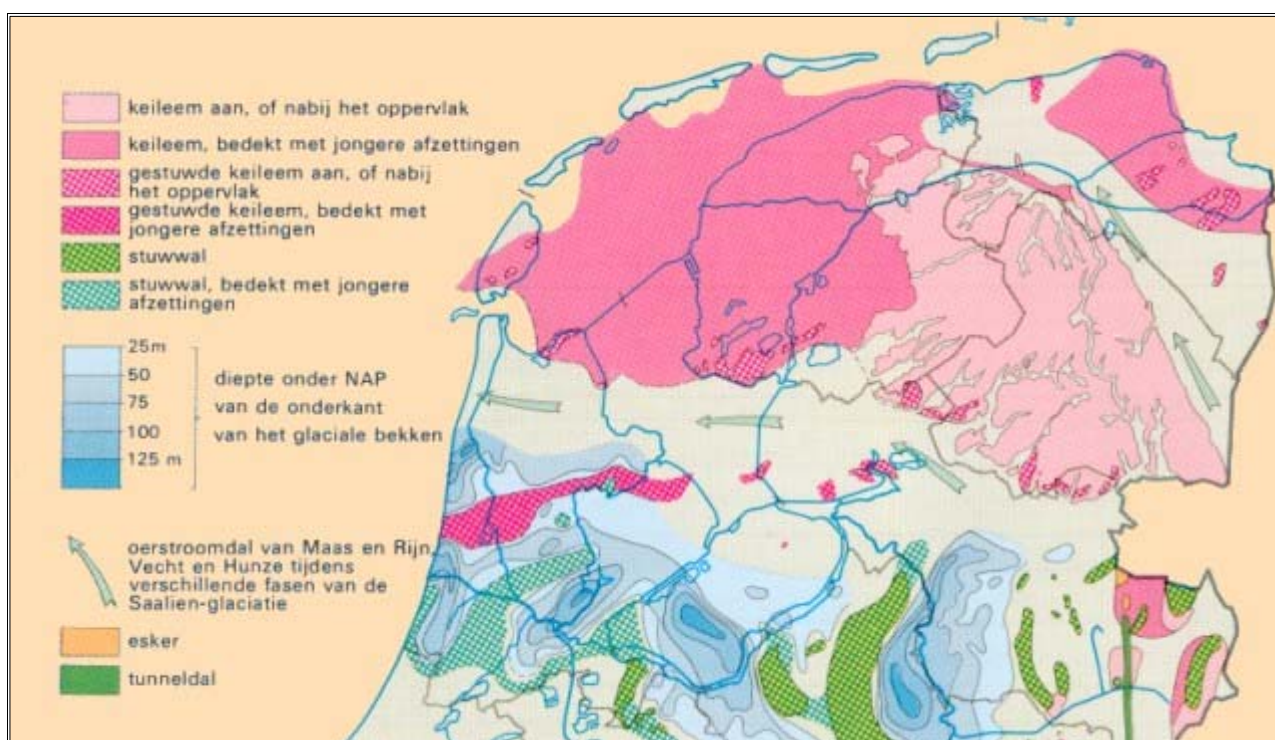 keileem aan, of nabij het oppervlak
keileem, bedekt met jongere afzettingen
gestuwde keileem aan, of nabij
het oppervlak
gestuwde keileem, bedekt met
jongere afzettingen
stuwwal
stuwwal, bedekt met jongere
afzettingen
25m
50
75
100
125 m
diepte onder NAP
van de onderkant
van het glaciale bekken
oerstroomdal van Maas en Rijn,
Vecht en Hunze tijdens
verschillende fasen van de
Saalien-glaciatie
esker
tunneldal